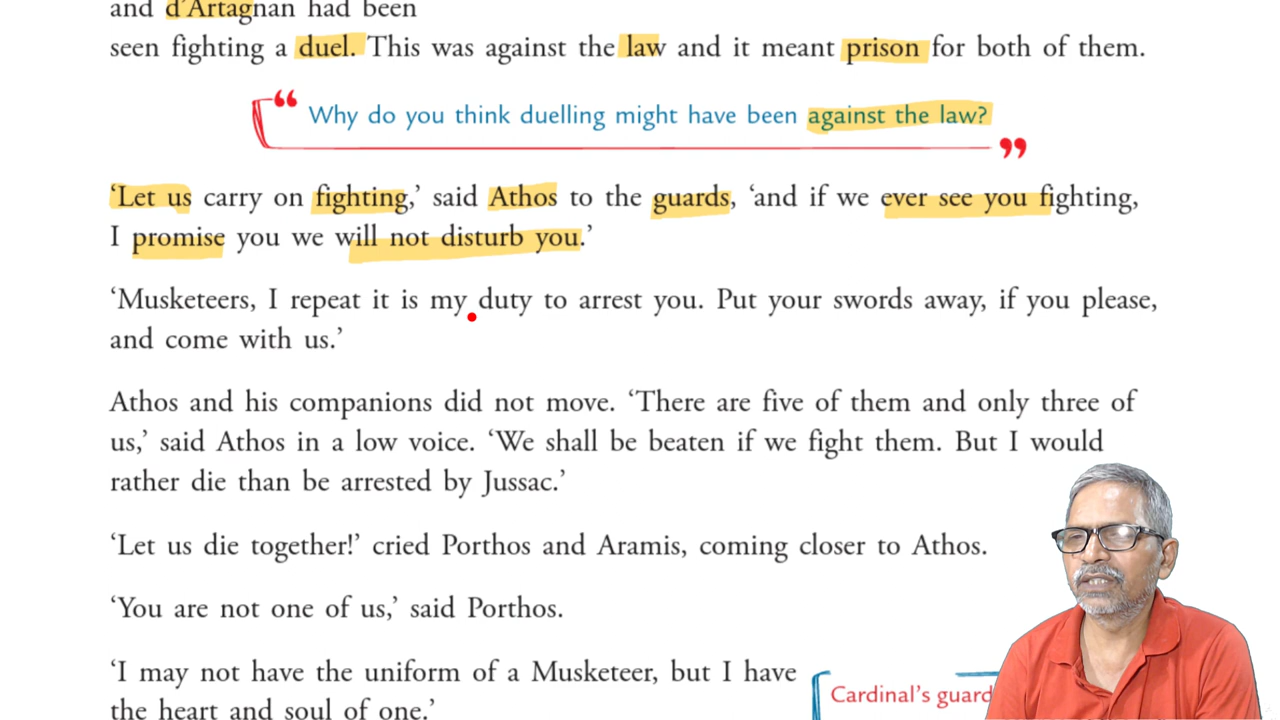 and d'Artagnan had been
seen fighting a duel. This was against the law and it meant prison for both of them.
“ Why do you think duelling might have been against the law? ”
‘Let us carry on fighting,’ said Athos to the guards, ‘and if we ever see you fighting,
I promise you we will not disturb you.’
‘Musketeers, I repeat it is my duty to arrest you. Put your swords away, if you please,
and come with us.’
Athos and his companions did not move. ‘There are five of them and only three of
us,’ said Athos in a low voice. ‘We shall be beaten if we fight them. But I would
rather die than be arrested by Jussac.’
‘Let us die together!’ cried Porthos and Aramis, coming closer to Athos.
‘You are not one of us,’ said Porthos.
‘I may not have the uniform of a Musketeer, but I have
the heart and soul of one.’
Cardinal's guard